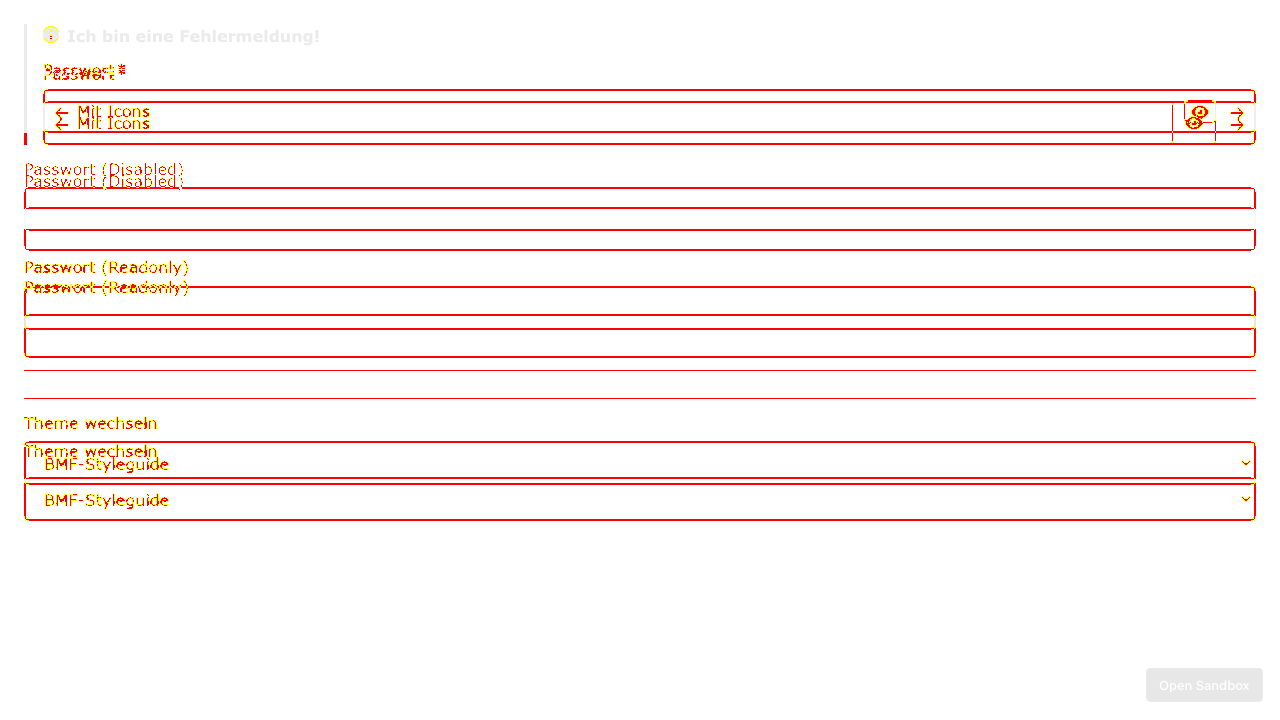 Ich bin eine Fehlermeldung!
Passwort*
Passwort
Mit Icons
Mit Icons
Passwort (Disabled)
Passwort (Disabled)
Passwort (Readonly)
Passwort (Readonly)
Theme wechseln
Theme wechseln
BMF-Styleguide
BMF-Styleguide
Open Sandbox